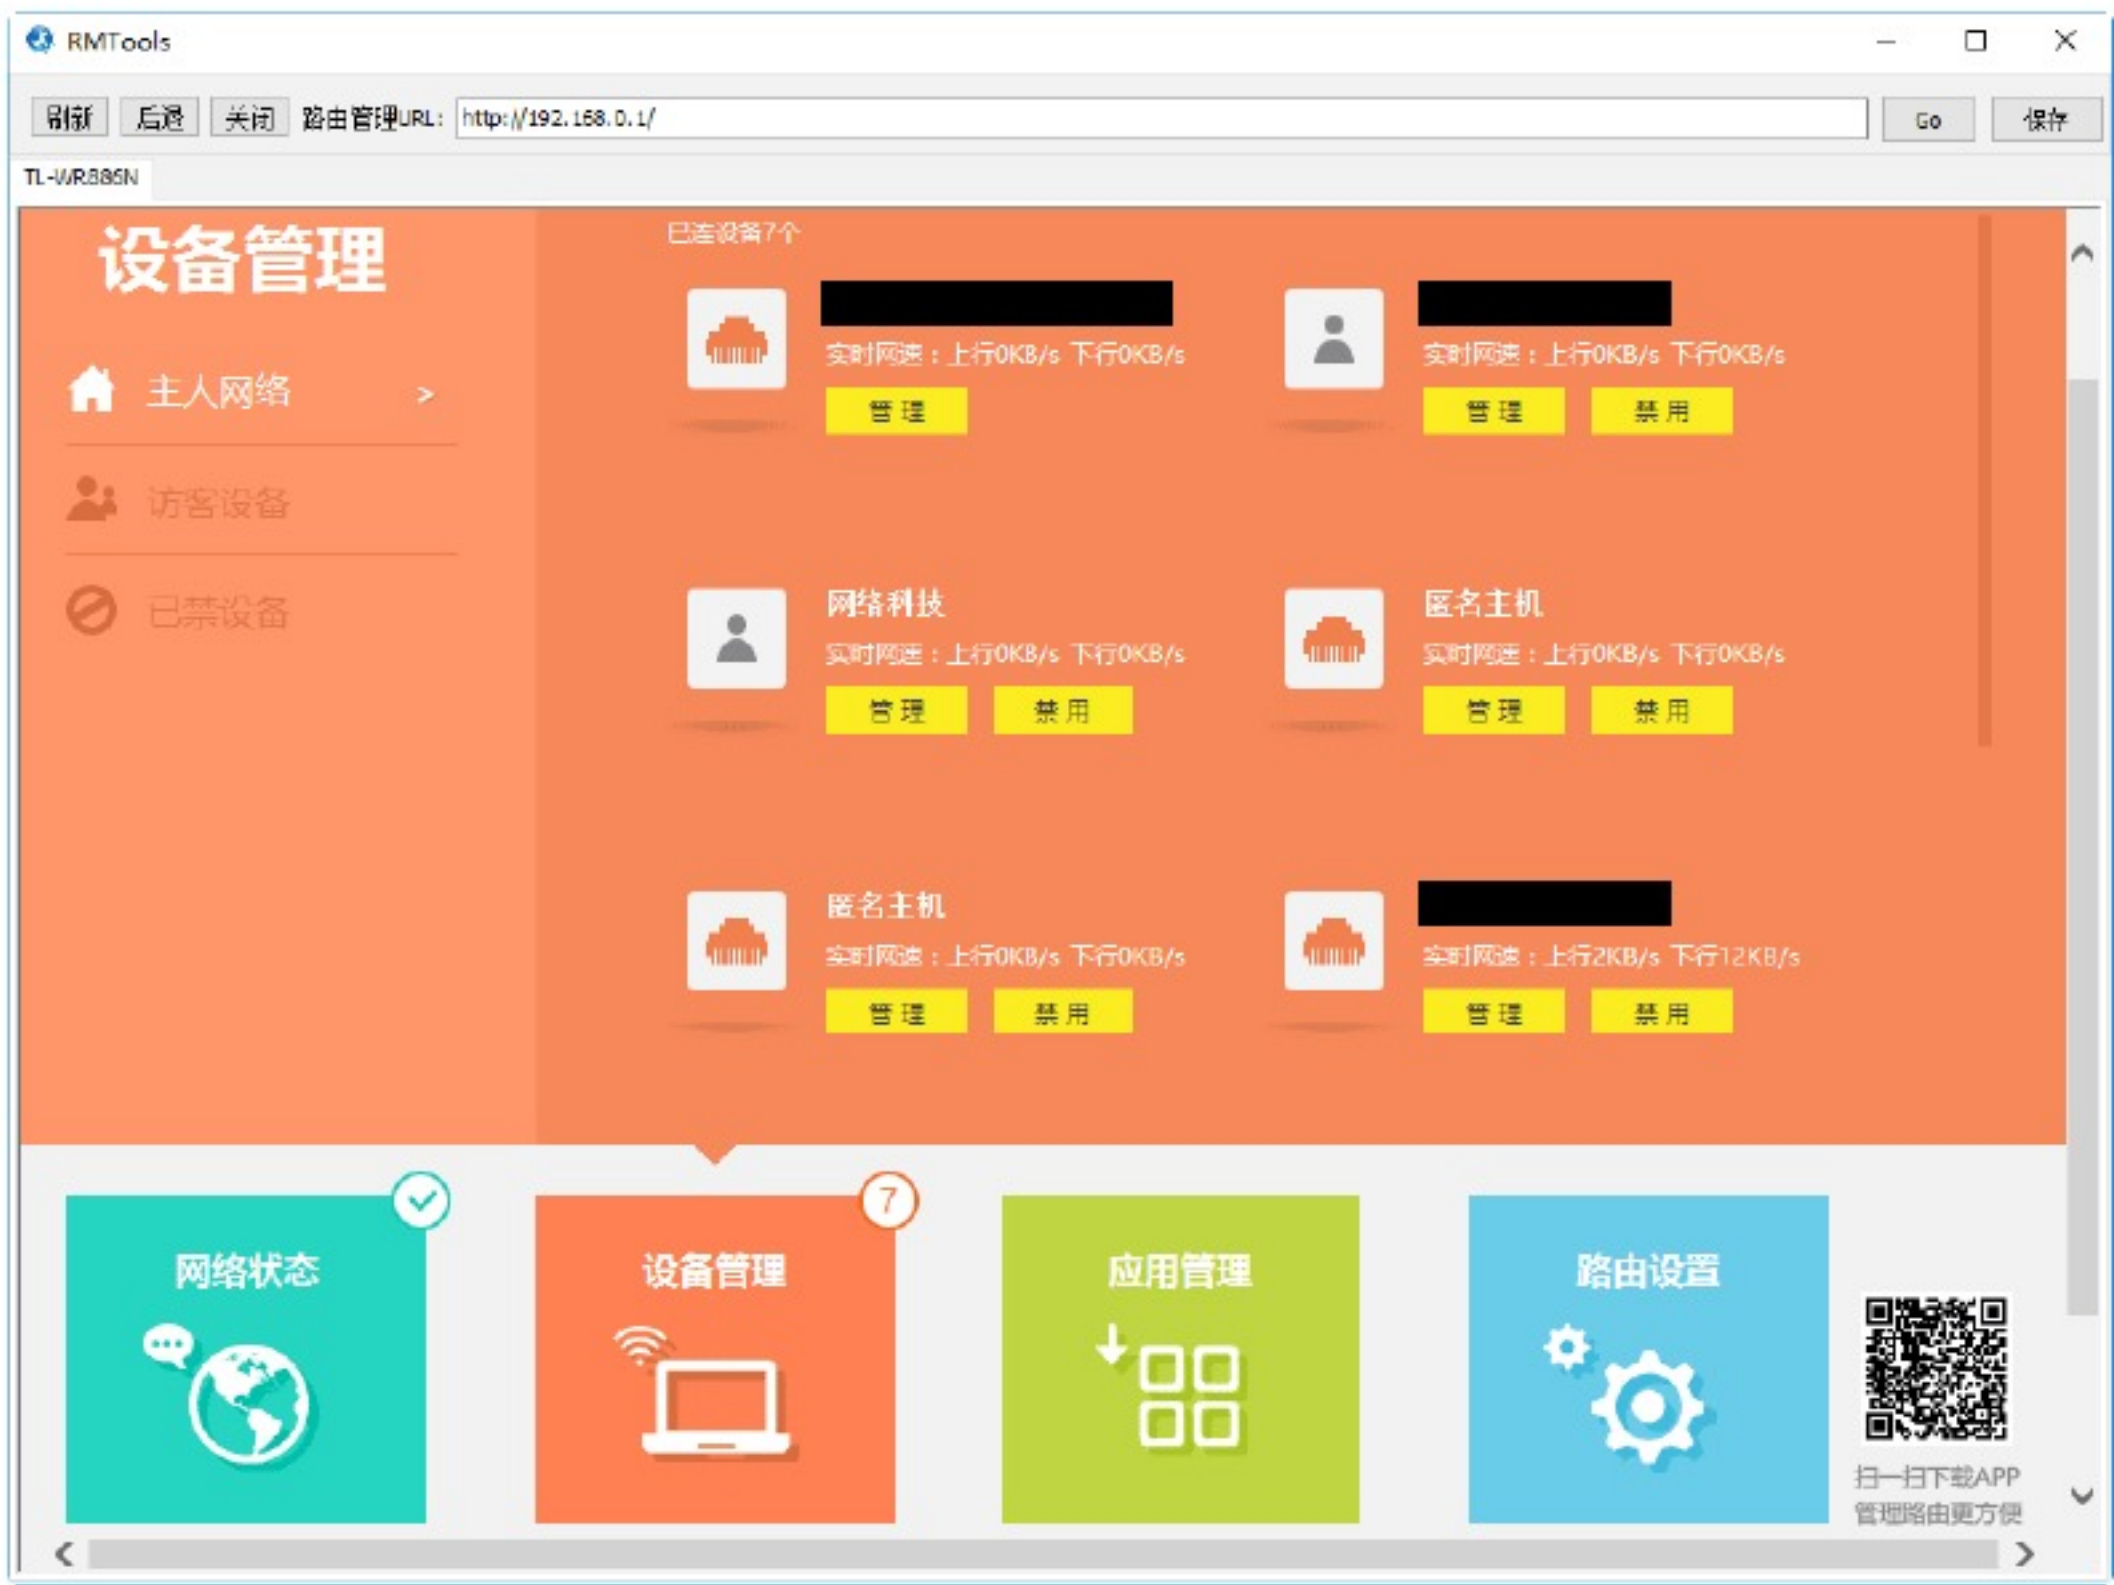 RMTools
刷新 后退 关闭 路由管理URL: http://192.168.0.1/ Go 保存
TL-WR886N
设备管理
主人网络 >
访客设备
已禁设备
已连设备7个
实时网速：上行0KB/s 下行0KB/s
管理
实时网速：上行0KB/s 下行0KB/s
管理 禁用
网络科技
实时网速：上行0KB/s 下行0KB/s
管理 禁用
匿名主机
实时网速：上行0KB/s 下行0KB/s
管理 禁用
匿名主机
实时网速：上行0KB/s 下行0KB/s
管理 禁用
实时网速：上行2KB/s 下行12KB/s
管理 禁用
网络状态
设备管理
7
应用管理
路由设置
扫一扫下载APP
管理路由更方便